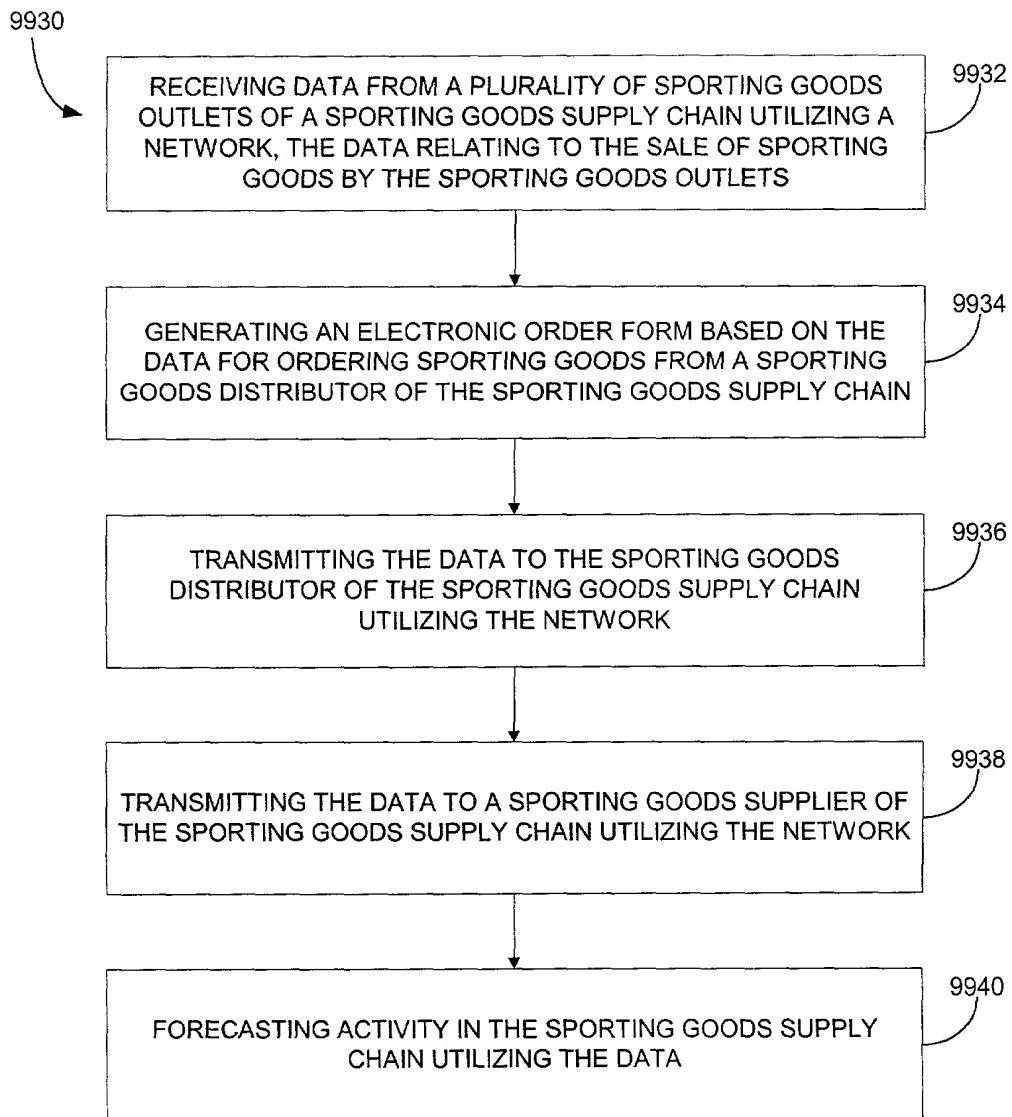 9930
RECEIVING DATA FROM A PLURALITY OF SPORTING GOODS
OUTLETS OF A SPORTING GOODS SUPPLY CHAIN UTILIZING A
NETWORK, THE DATA RELATING TO THE SALE OF SPORTING
GOODS BY THE SPORTING GOODS OUTLETS
9932
GENERATING AN ELECTRONIC ORDER FORM BASED ON THE
DATA FOR ORDERING SPORTING GOODS FROM A SPORTING
GOODS DISTRIBUTOR OF THE SPORTING GOODS SUPPLY CHAIN
9934
TRANSMITTING THE DATA TO THE SPORTING GOODS
DISTRIBUTOR OF THE SPORTING GOODS SUPPLY CHAIN
UTILIZING THE NETWORK
9936
TRANSMITTING THE DATA TO A SPORTING GOODS SUPPLIER OF
THE SPORTING GOODS SUPPLY CHAIN UTILIZING THE NETWORK
9938
FORECASTING ACTIVITY IN THE SPORTING GOODS SUPPLY
CHAIN UTILIZING THE DATA
9940